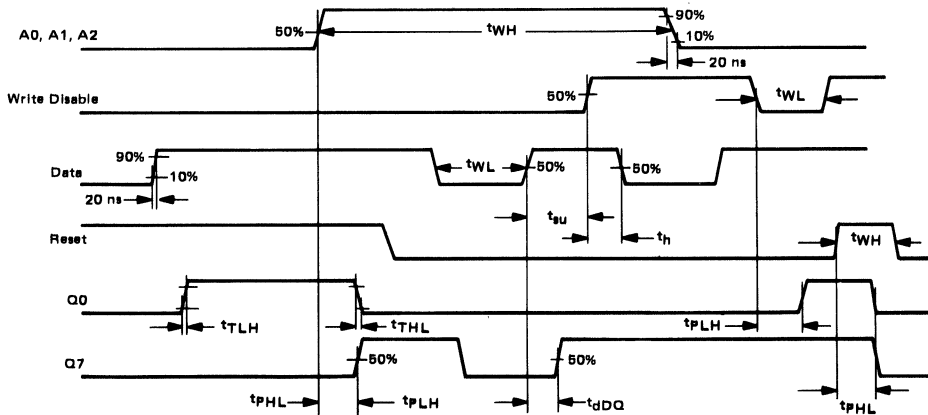 A0, A1, A2
50%
tWH
90%
10%
20 ns
Write Disable
50%
tWL
Data
90%
10%
20 ns
tWL
50%
50%
tsu
th
Reset
tWH
Q0
tTLH
tTHL
tPLH
Q7
50%
50%
tPHL
tPLH
tdDQ
tPHL